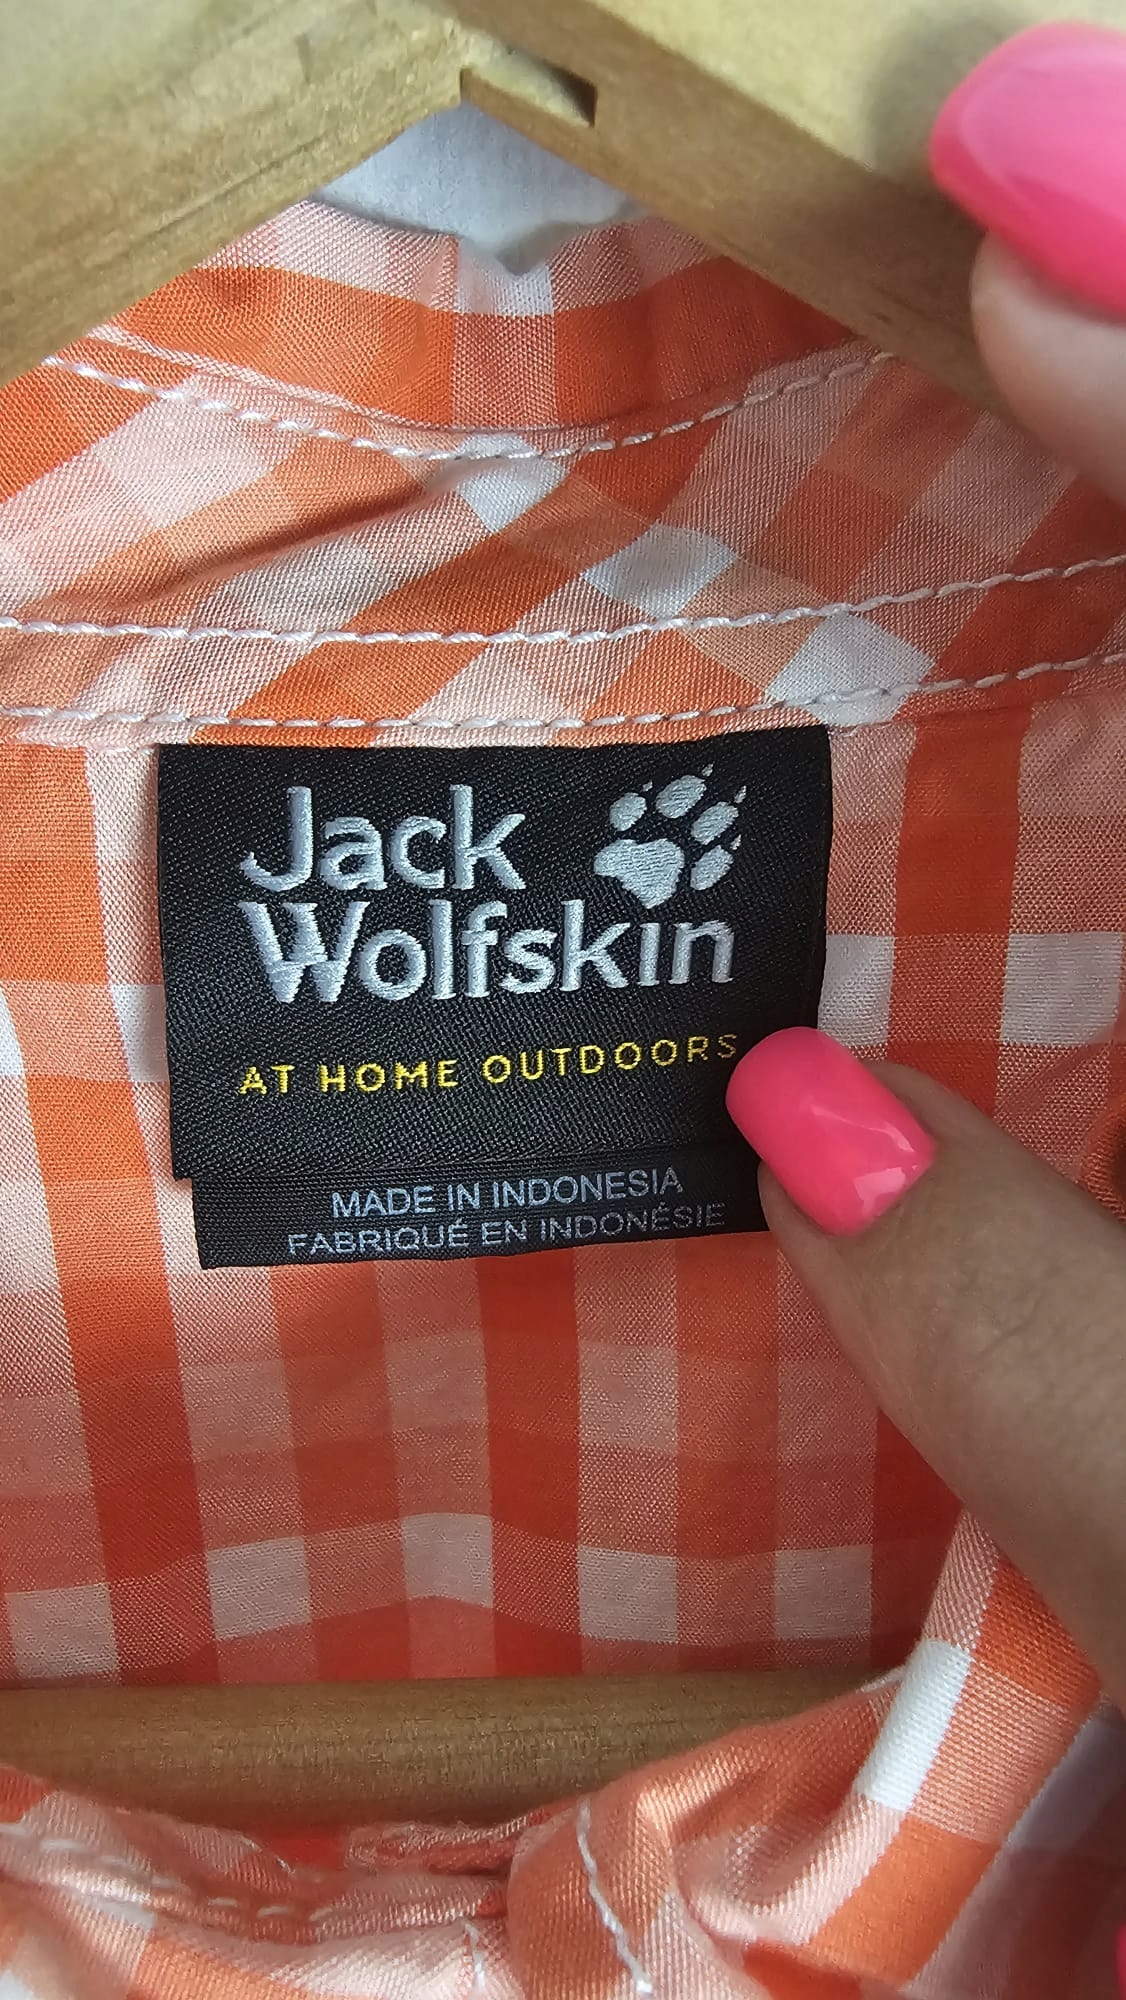 Jack
Wolfskin
AT HOME OUTDOORS
MADE IN INDONESIA
FABRIQUÉ EN INDONÉSIE